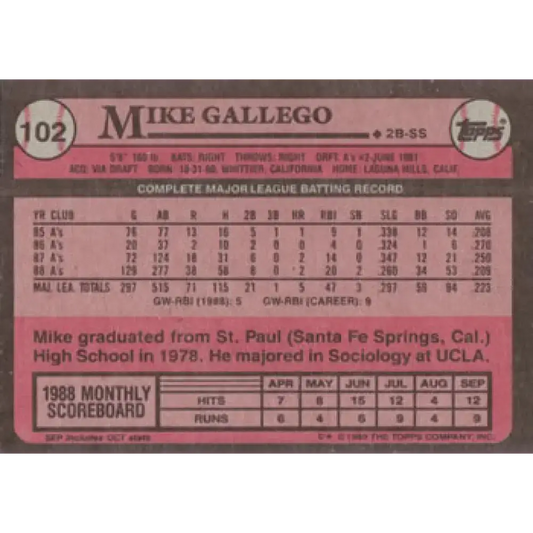 102
MIKE GALLEGO
◆ 2B-SS
Topps
5'8" 160 lb BATS: RIGHT THROWS: RIGHT DRFT: A's #2-JUNE 1981
ACQ: VIA DRAFT BORN: 10-31-60, WHITTIER, CALIFORNIA HOME: LAGUNA HILLS, CALIF.
COMPLETE MAJOR LEAGUE BATTING RECORD
YR CLUB G AB R H 2B 3B HR RBI SB SLG BB SO AVG
85 A's 76 77 13 16 5 1 1 9 1 .338 12 14 .208
86 A's 20 37 2 10 2 0 0 4 0 .324 1 6 .270
87 A's 72 124 18 31 6 0 2 14 0 .347 12 21 .250
88 A's 129 277 38 58 8 0 2 20 2 .260 34 53 .209
MAJ. LEA. TOTALS 297 515 71 115 21 1 5 47 3 .297 59 94 .223
GW-RBI (1988): 5 GW-RBI (CAREER): 9
Mike graduated from St. Paul (Santa Fe Springs, Cal.)
High School in 1978. He majored in Sociology at UCLA.
1988 MONTHLY SCOREBOARD
APR MAY JUN JUL AUG SEP
HITS 7 8 15 12 4 12
RUNS 6 4 6 9 4 9
SEP includes OCT stats
© 1989 THE TOPPS COMPANY, INC.